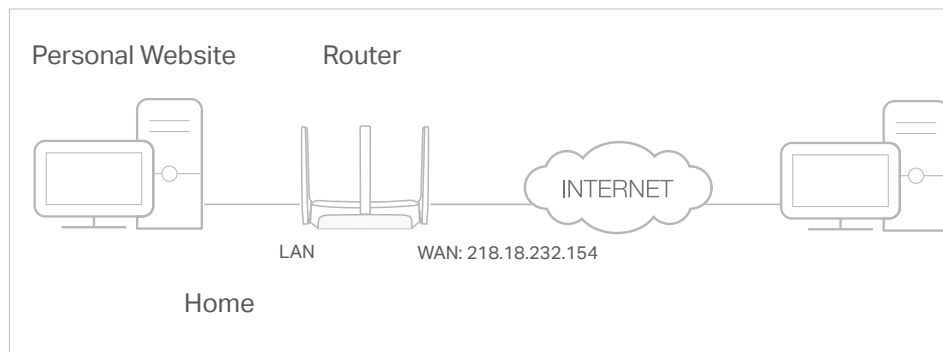 Personal Website
Router
INTERNET
LAN
WAN: 218.18.232.154
Home